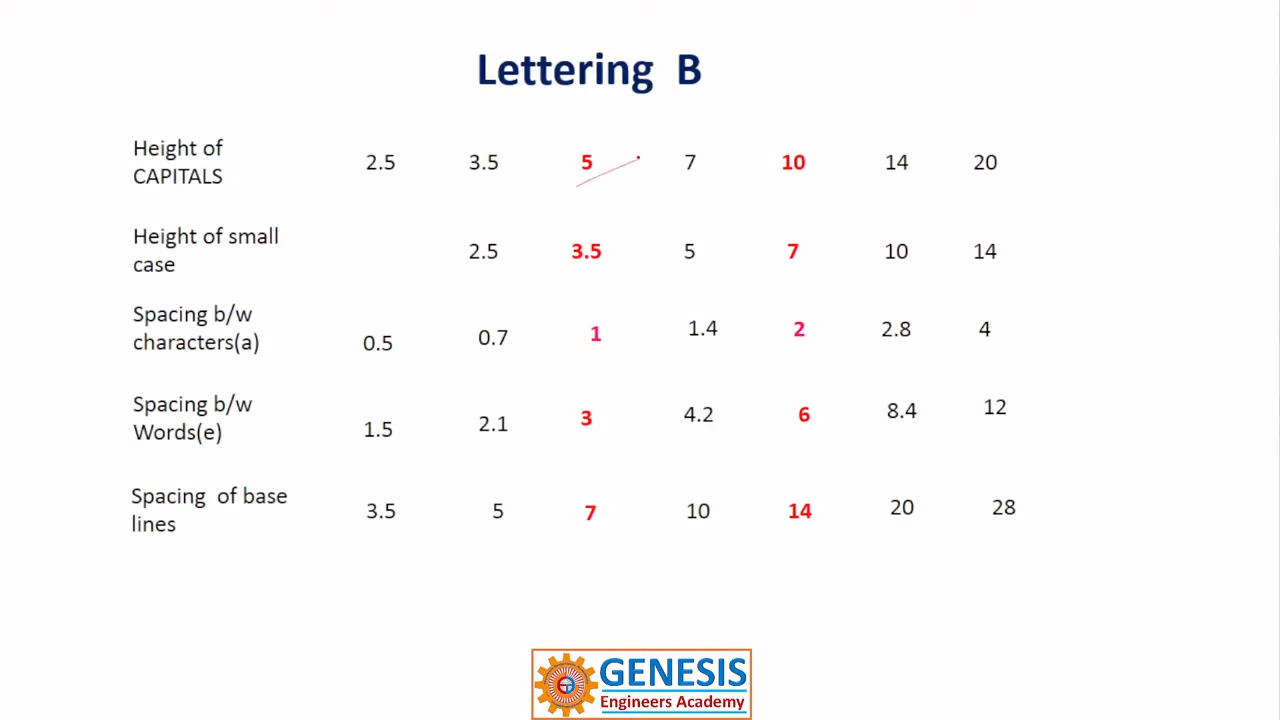 Lettering B
Height of
CAPITALS 2.5 3.5 5 7 10 14 20
Height of small
case 2.5 3.5 5 7 10 14
Spacing b/w
characters(a) 0.5 0.7 1 1.4 2 2.8 4
Spacing b/w
Words(e) 1.5 2.1 3 4.2 6 8.4 12
Spacing of base
lines 3.5 5 7 10 14 20 28
GENESIS
Engineers Academy